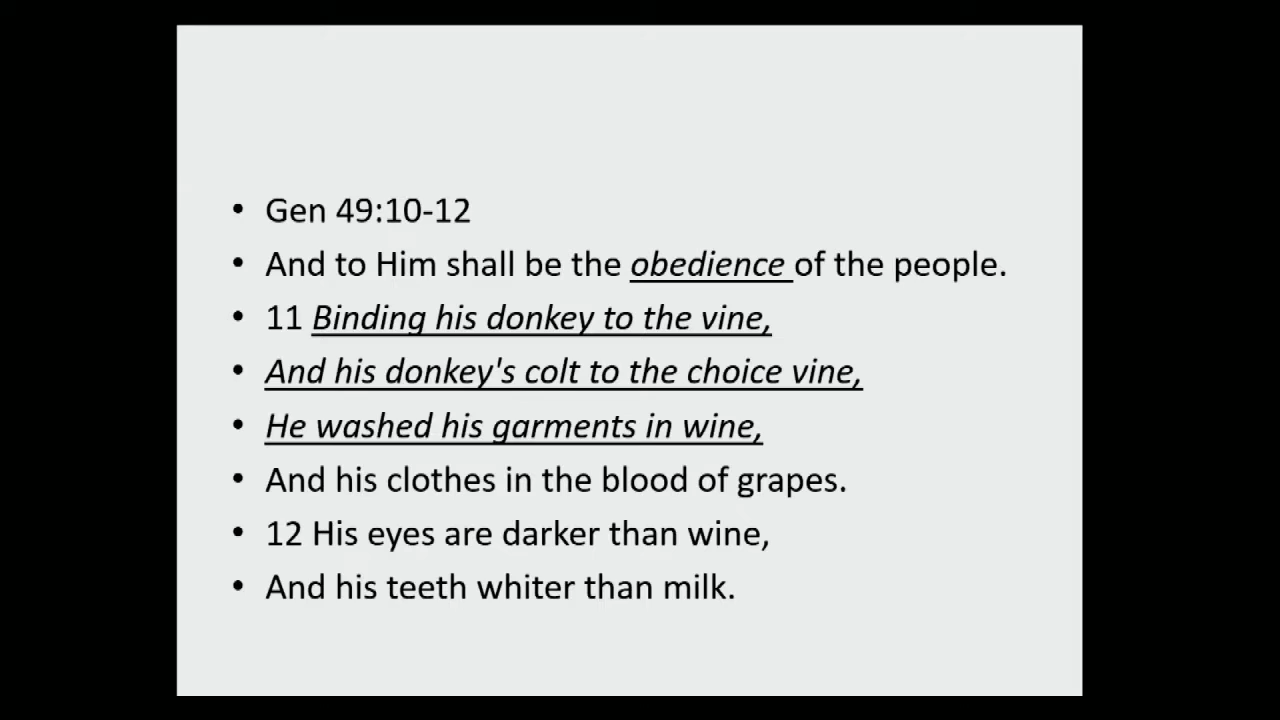 • Gen 49:10-12
• And to Him shall be the obedience of the people.
• 11 Binding his donkey to the vine,
• And his donkey's colt to the choice vine,
• He washed his garments in wine,
• And his clothes in the blood of grapes.
• 12 His eyes are darker than wine,
• And his teeth whiter than milk.